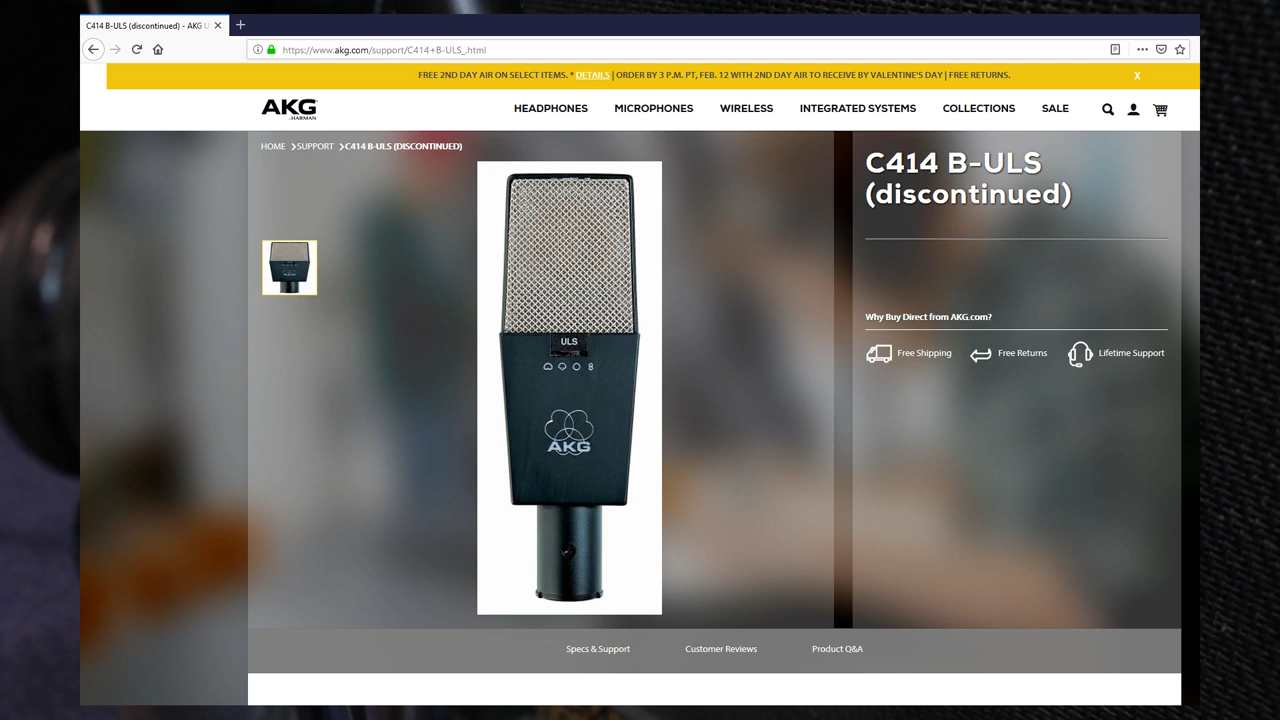 C414 B-ULS (discontinued) - AKG U
https://www.akg.com/support/C414+B-ULS_.html
FREE 2ND DAY AIR ON SELECT ITEMS. * DETAILS | ORDER BY 3 P.M. PT, FEB. 12 WITH 2ND DAY AIR TO RECEIVE BY VALENTINE'S DAY | FREE RETURNS.
X
AKG
by HARMAN
HEADPHONES MICROPHONES WIRELESS INTEGRATED SYSTEMS COLLECTIONS SALE
HOME SUPPORT C414 B-ULS (DISCONTINUED)
C414 B-ULS
(discontinued)
ULS
AKG
Why Buy Direct from AKG.com?
Free Shipping Free Returns Lifetime Support
Specs & Support Customer Reviews Product Q&A